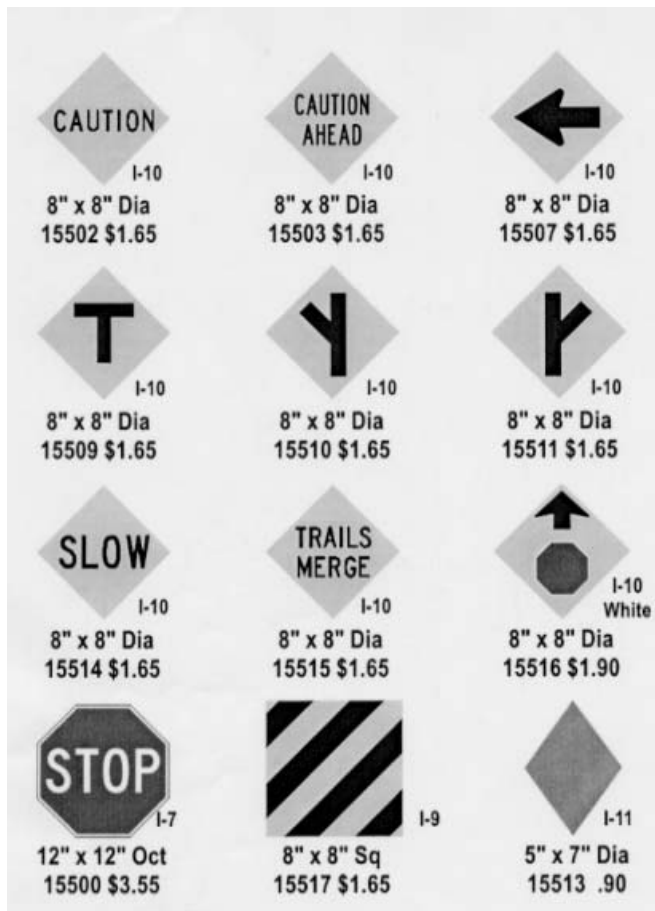 CAUTION
I-10
8" x 8" Dia
15502 $1.65
CAUTION
AHEAD
I-10
8" x 8" Dia
15503 $1.65
I-10
8" x 8" Dia
15507 $1.65
I-10
8" x 8" Dia
15509 $1.65
I-10
8" x 8" Dia
15510 $1.65
I-10
8" x 8" Dia
15511 $1.65
SLOW
I-10
8" x 8" Dia
15514 $1.65
TRAILS
MERGE
I-10
8" x 8" Dia
15515 $1.65
I-10
White
8" x 8" Dia
15516 $1.90
STOP
I-7
12" x 12" Oct
15500 $3.55
I-9
8" x 8" Sq
15517 $1.65
I-11
5" x 7" Dia
15513 .90